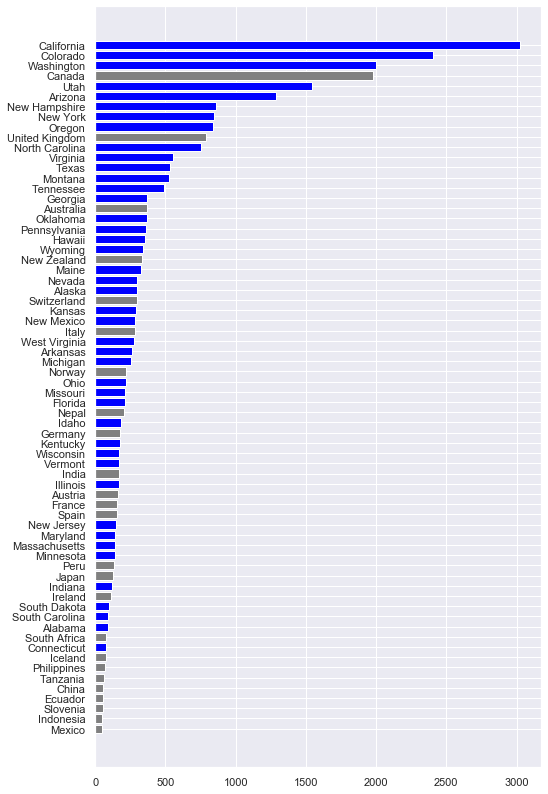 California
Colorado
Washington
Canada
Utah
Arizona
New Hampshire
New York
Oregon
United Kingdom
North Carolina
Virginia
Texas
Montana
Tennessee
Georgia
Australia
Oklahoma
Pennsylvania
Hawaii
Wyoming
New Zealand
Maine
Nevada
Alaska
Switzerland
Kansas
New Mexico
Italy
West Virginia
Arkansas
Michigan
Norway
Ohio
Missouri
Florida
Nepal
Idaho
Germany
Kentucky
Wisconsin
Vermont
India
Illinois
Austria
France
Spain
New Jersey
Maryland
Massachusetts
Minnesota
Peru
Japan
Indiana
Ireland
South Dakota
South Carolina
Alabama
South Africa
Connecticut
Iceland
Philippines
Tanzania
China
Ecuador
Slovenia
Indonesia
Mexico
0 500 1000 1500 2000 2500 3000